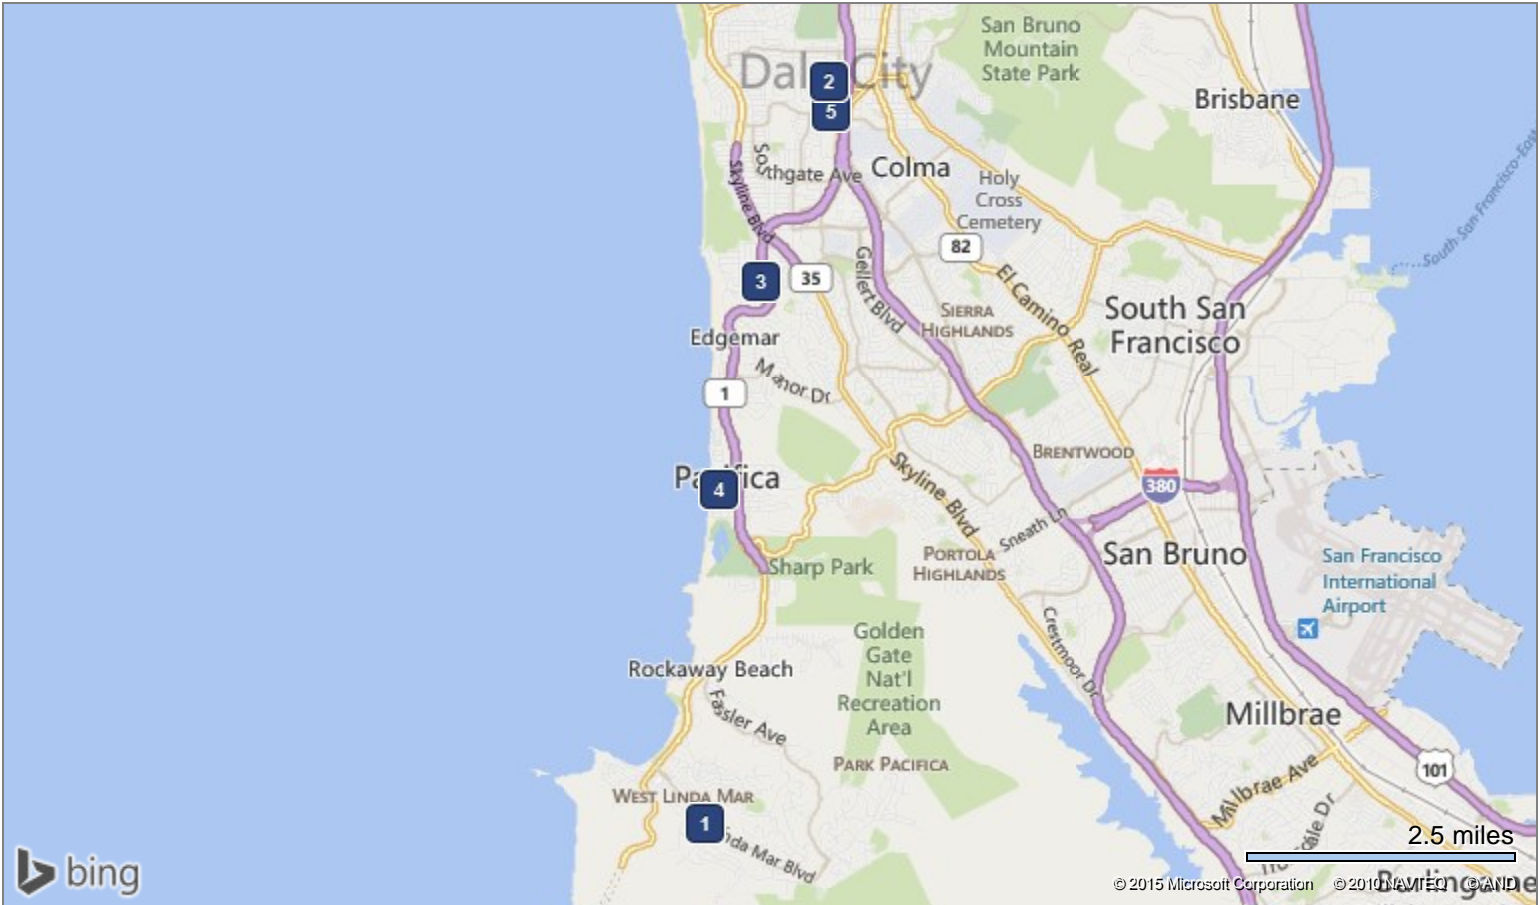 San Bruno
Mountain
State Park
Brisbane
2
5
City
Colma
Southgate Ave
Skyline Blvd
Holy
Cross
Cemetery
82
3
35
Gellert Blvd
El Camino Real
Sierra
Highlands
South San
Francisco
Edgemar
Manor Dr
1
Brentwood
380
4
Skyline Blvd
Sneath Ln
San Bruno
Portola
Highlands
San Francisco
International
Airport
Sharp Park
Golden
Gate
Nat'l
Recreation
Area
Crestmoor Dr
Rockaway Beach
Fassler Ave
Millbrae
Park Pacifica
101
Millbrae Ave
West Linda Mar
1
nda Mar Blvd
2.5 miles
bing
© 2015 Microsoft Corporation © 2010 NAVTEQ © AND
Burlingame